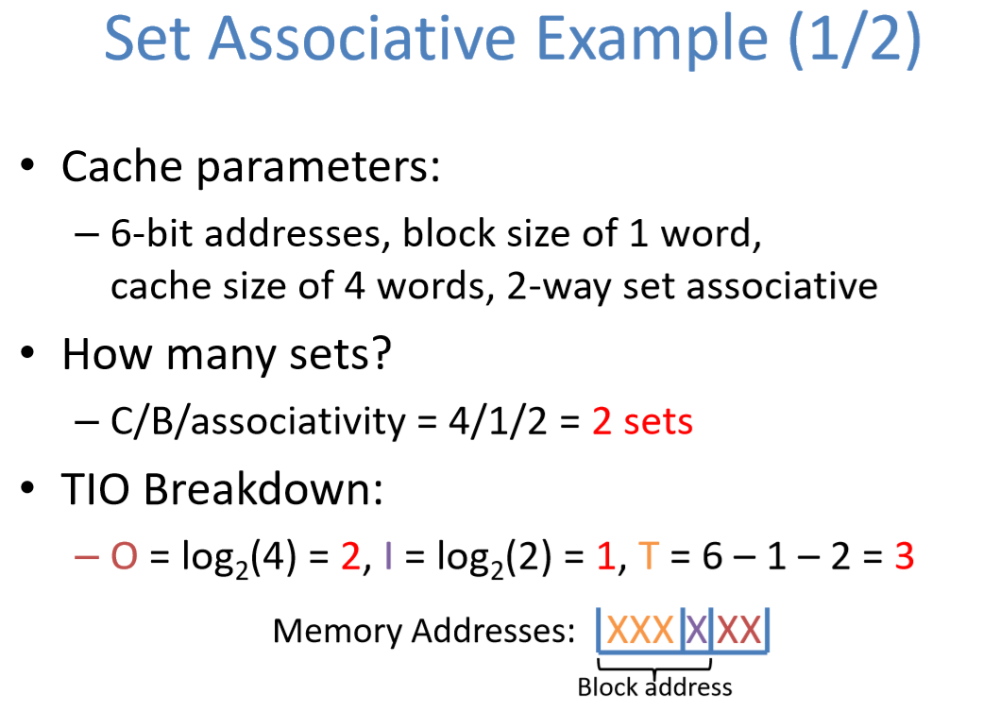 Set Associative Example (1/2)
• Cache parameters:
– 6-bit addresses, block size of 1 word,
cache size of 4 words, 2-way set associative
• How many sets?
– C/B/associativity = 4/1/2 = 2 sets
• TIO Breakdown:
– O = log₂(4) = 2, I = log₂(2) = 1, T = 6 – 1 – 2 = 3
Memory Addresses: XXX X XX
Block address